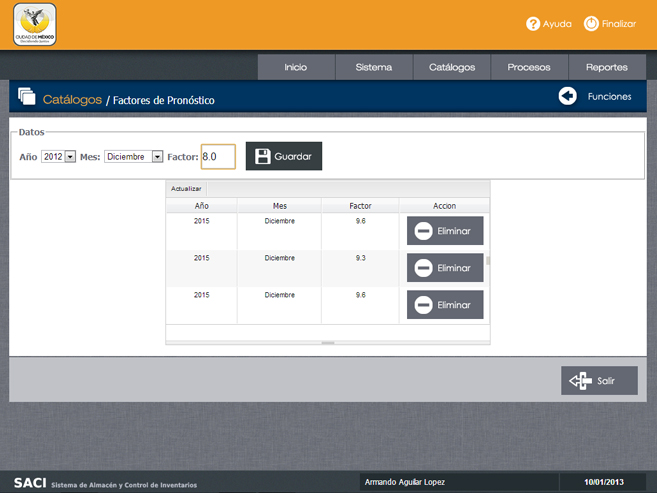 CIUDAD DE MÉXICO
Ayuda
Finalizar
Inicio Sistema Catálogos Procesos Reportes
Catálogos / Factores de Pronóstico
Funciones
Datos
Año 2012 Mes: Diciembre Factor: 8.0 Guardar
Actualizar
Año Mes Factor Accion
2015 Diciembre 9.6 Eliminar
2015 Diciembre 9.3 Eliminar
2015 Diciembre 9.6 Eliminar
Salir
SACI Sistema de Almacén y Control de Inventarios
Armando Aguilar Lopez
10/01/2013